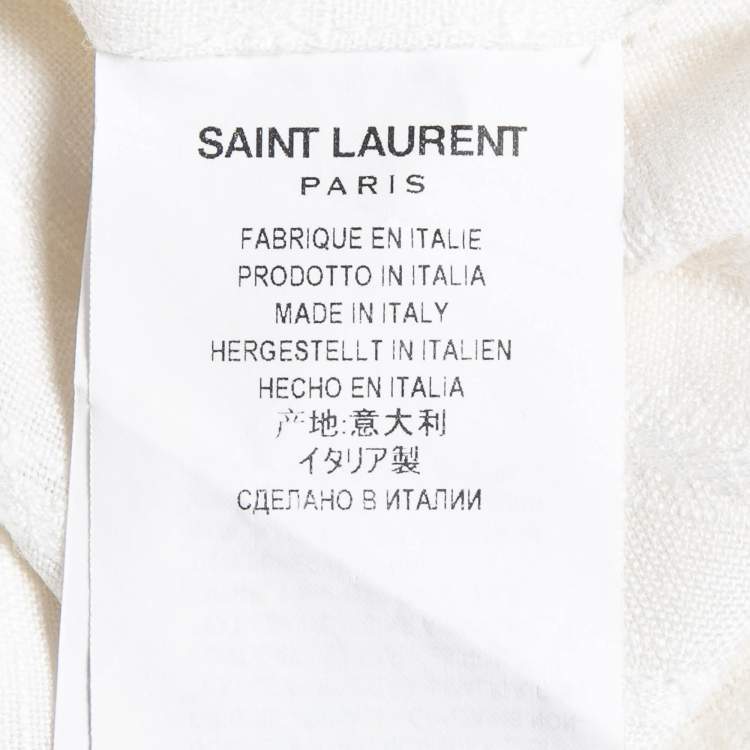 SAINT LAURENT
PARIS
FABRIQUE EN ITALIE
PRODOTTO IN ITALIA
MADE IN ITALY
HERGESTELLT IN ITALIEN
HECHO EN ITALIA
产地:意大利
イタリア製
СДЕЛАНО В ИТАЛИИ